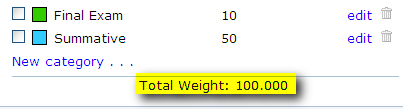 Final Exam 10 edit
Summative 50 edit
New category . . .
Total Weight: 100.000